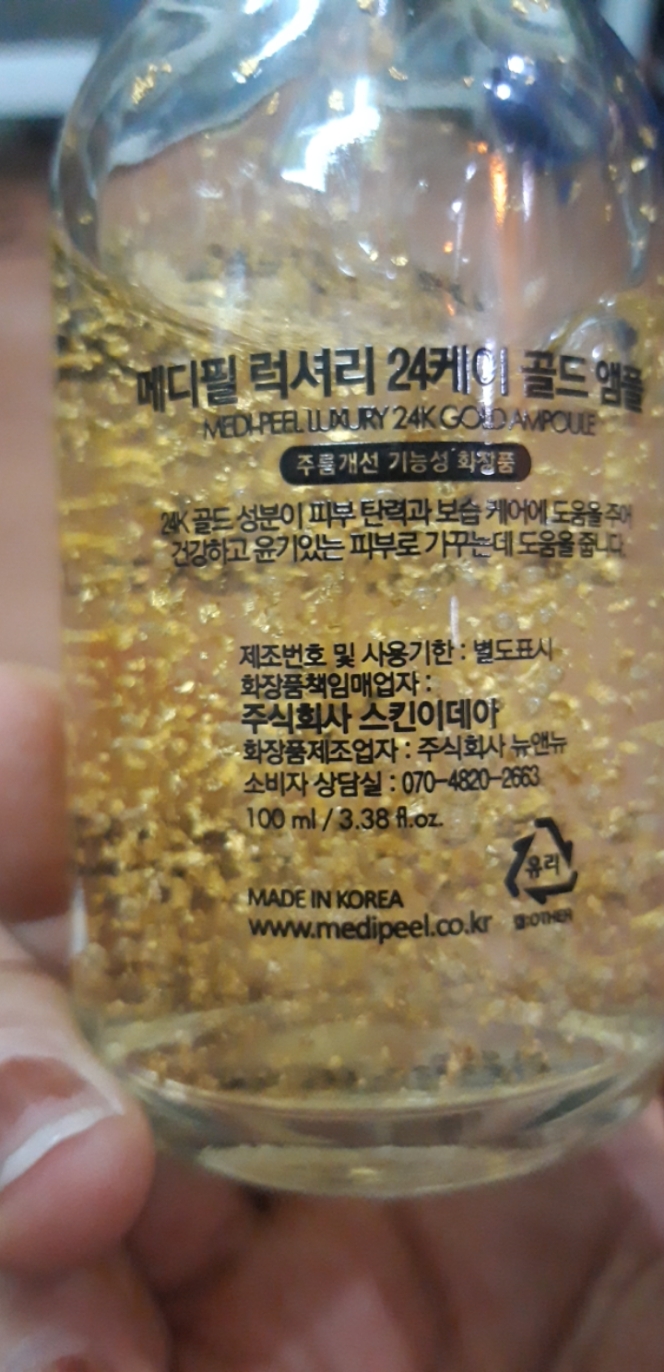 메디필 럭셔리 24케이 골드 앰플
MEDI-PEEL LUXURY 24K GOLD AMPOULE
주름개선 기능성 화장품
24K 골드 성분이 피부 탄력과 보습 케어에 도움을 주어
건강하고 윤기있는 피부로 가꾸는데 도움을 줍니다.
제조번호 및 사용기한 : 별도표시
화장품책임매업자 :
주식회사 스킨이데아
화장품제조업자 : 주식회사 뉴앤뉴
소비자 상담실 : 070-4820-2663
100 ml / 3.38 fl.oz.
유리
MADE IN KOREA
www.medipeel.co.kr
캡:OTHER